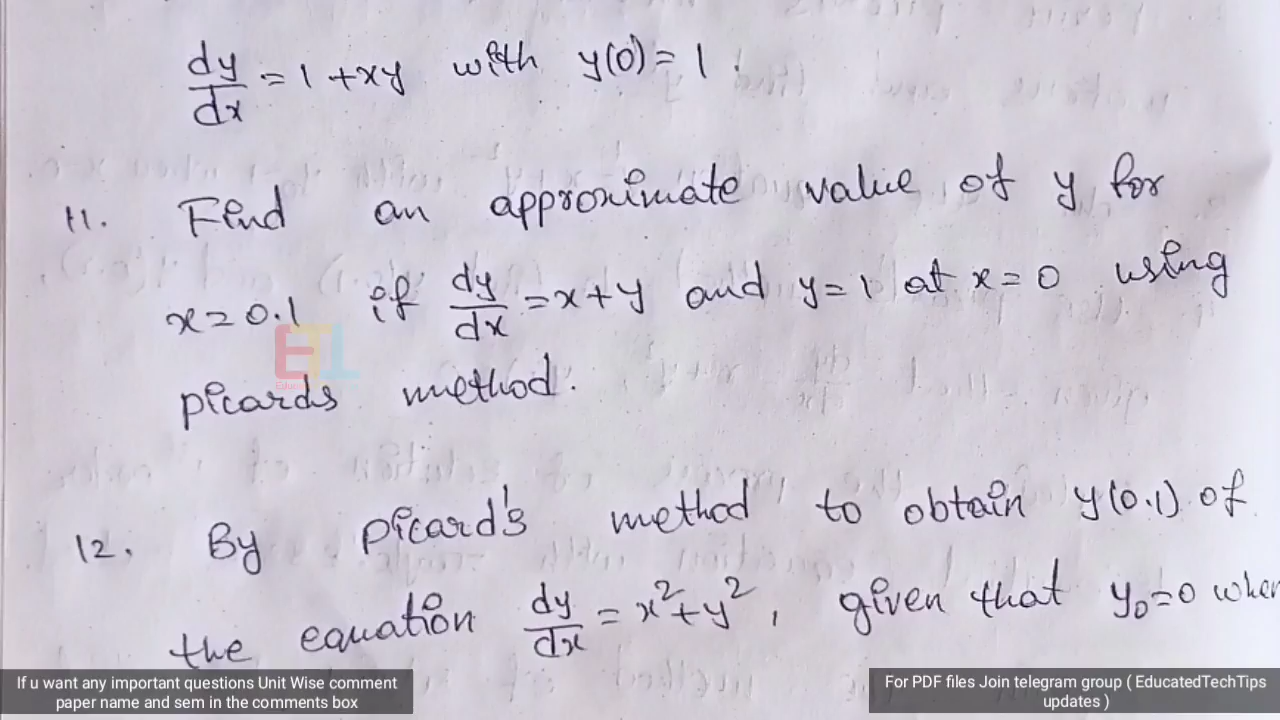 dy/dx = 1 + xy with y(0) = 1.
11. Find an approximate value of y for
x = 0.1 if dy/dx = x + y and y = 1 at x = 0 using
picards method.
12. By picard's method to obtain y(0.1) of
the equation dy/dx = x² + y², given that y₀ = 0 when
If u want any important questions Unit Wise comment
paper name and sem in the comments box
For PDF files Join telegram group ( EducatedTechTips
updates )